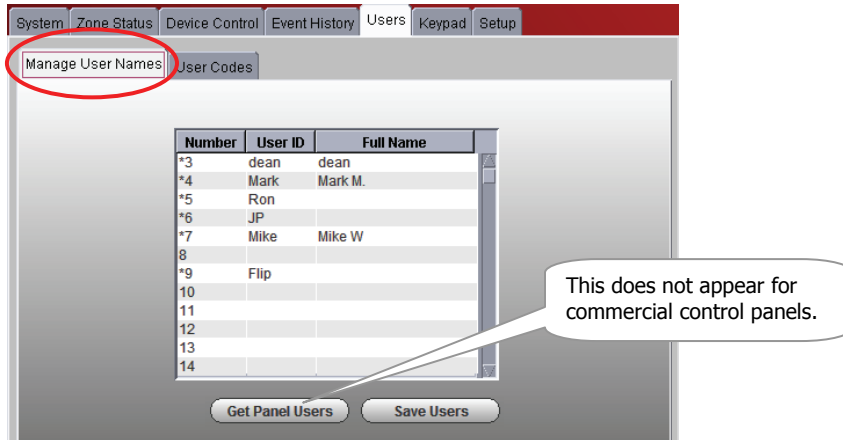 System Zone Status Device Control Event History Users Keypad Setup
Manage User Names User Codes
Number User ID Full Name
*3 dean dean
*4 Mark Mark M.
*5 Ron
*6 JP
*7 Mike Mike W
8
*9 Flip
10
11
12
13
14
This does not appear for
commercial control panels.
Get Panel Users Save Users